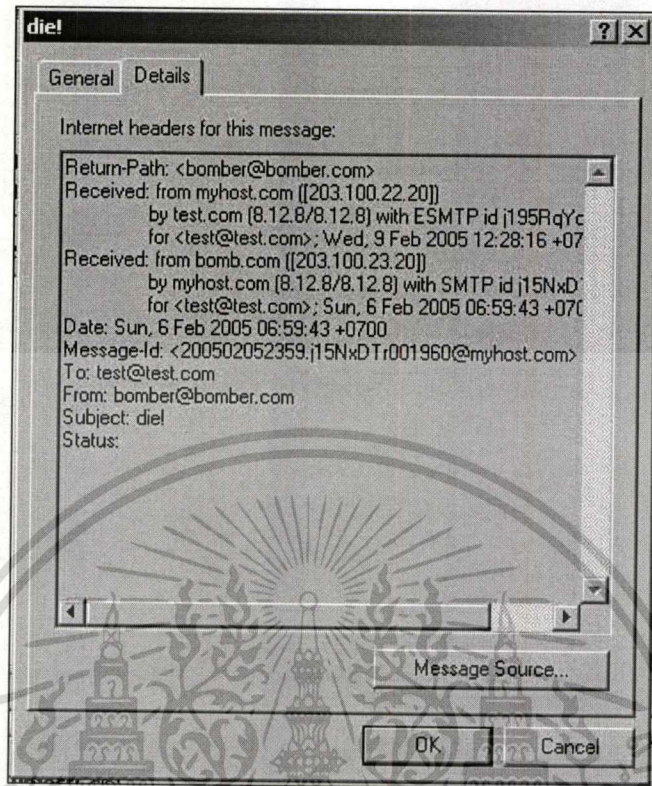 die!
General Details
Internet headers for this message:
Return-Path: <bomber@bomber.com>
Received: from myhost.com ([203.100.22.20])
by test.com (8.12.8/8.12.8) with ESMTP id j195RqYc
for <test@test.com>; Wed, 9 Feb 2005 12:28:16 +07
Received: from bomb.com ([203.100.23.20])
by myhost.com (8.12.8/8.12.8) with SMTP id j15NxD
for <test@test.com>; Sun, 6 Feb 2005 06:59:43 +070
Date: Sun, 6 Feb 2005 06:59:43 +0700
Message-Id: <200502052359.j15NxDTr001960@myhost.com>
To: test@test.com
From: bomber@bomber.com
Subject: die!
Status:
Message Source...
OK
Cancel